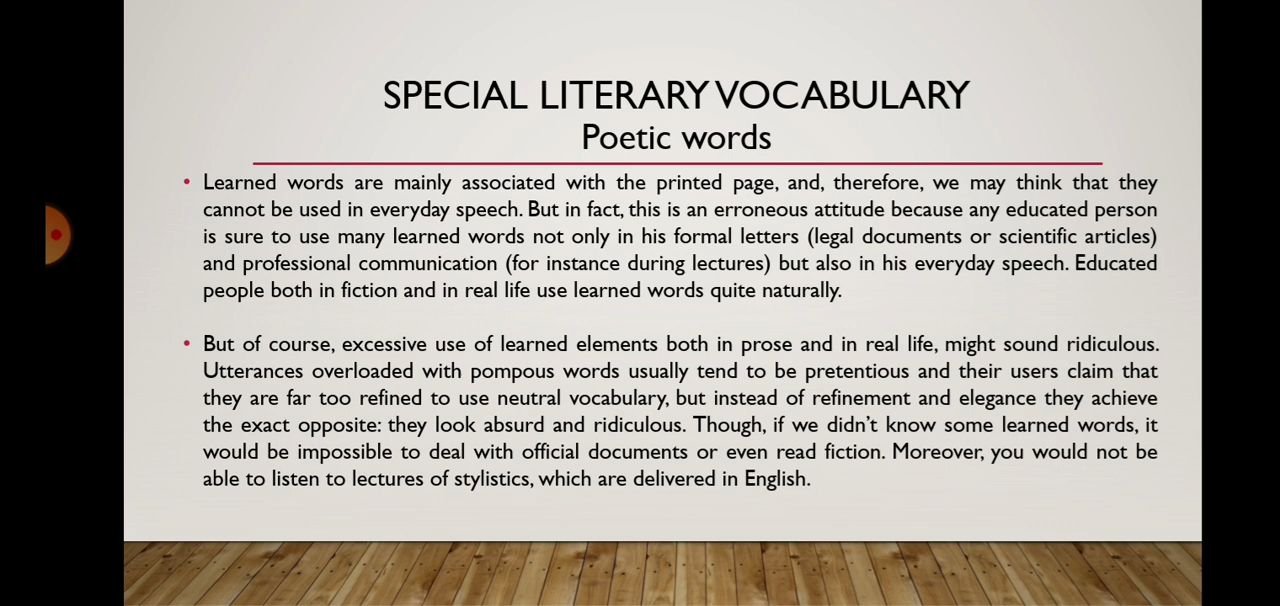 SPECIAL LITERARY VOCABULARY
Poetic words
• Learned words are mainly associated with the printed page, and, therefore, we may think that they
cannot be used in everyday speech. But in fact, this is an erroneous attitude because any educated person
is sure to use many learned words not only in his formal letters (legal documents or scientific articles)
and professional communication (for instance during lectures) but also in his everyday speech. Educated
people both in fiction and in real life use learned words quite naturally.
• But of course, excessive use of learned elements both in prose and in real life, might sound ridiculous.
Utterances overloaded with pompous words usually tend to be pretentious and their users claim that
they are far too refined to use neutral vocabulary, but instead of refinement and elegance they achieve
the exact opposite: they look absurd and ridiculous. Though, if we didn’t know some learned words, it
would be impossible to deal with official documents or even read fiction. Moreover, you would not be
able to listen to lectures of stylistics, which are delivered in English.